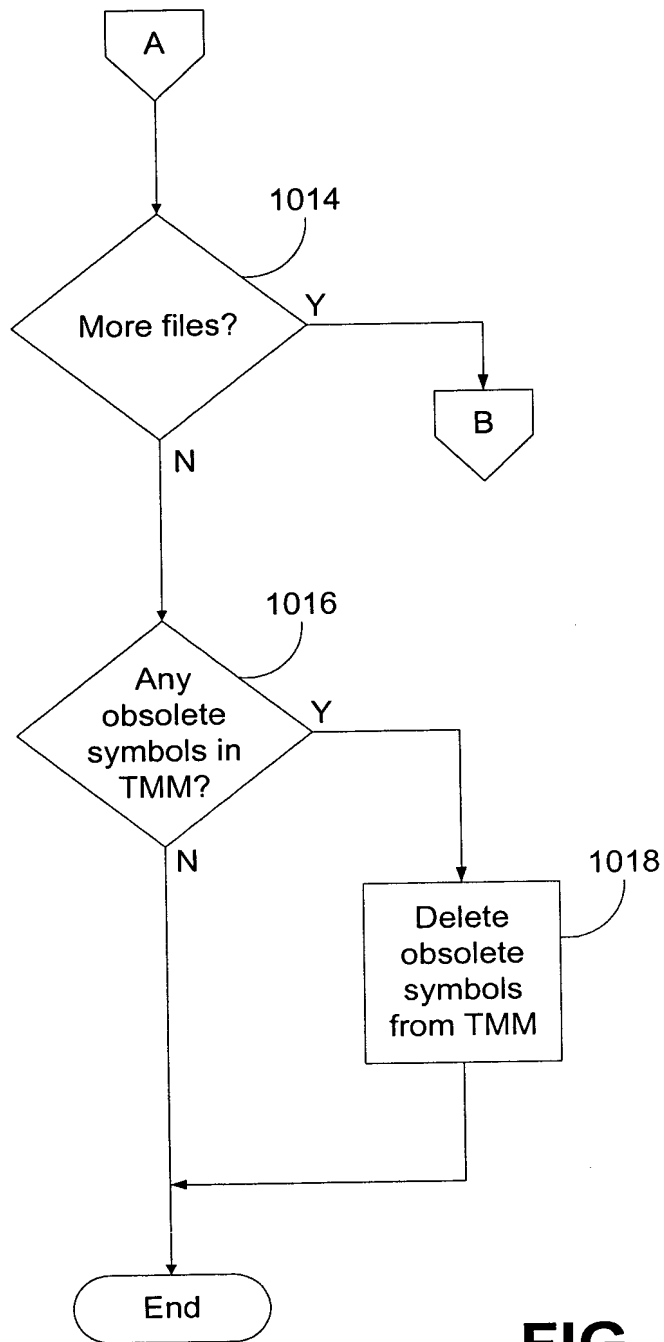 A
1014
More files?
Y
B
N
1016
Any
obsolete
symbols in
TMM?
Y
N
1018
Delete
obsolete
symbols
from TMM
End
FIG